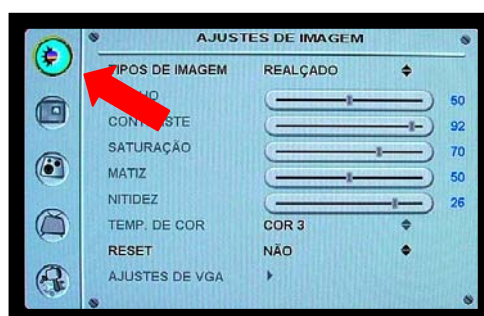 AJUSTES DE IMAGEM
TIPOS DE IMAGEM REALÇADO
50
92
SATURAÇÃO 70
MATIZ 50
NITIDEZ 26
TEMP. DE COR COR 3
RESET NÃO
AJUSTES DE VGA